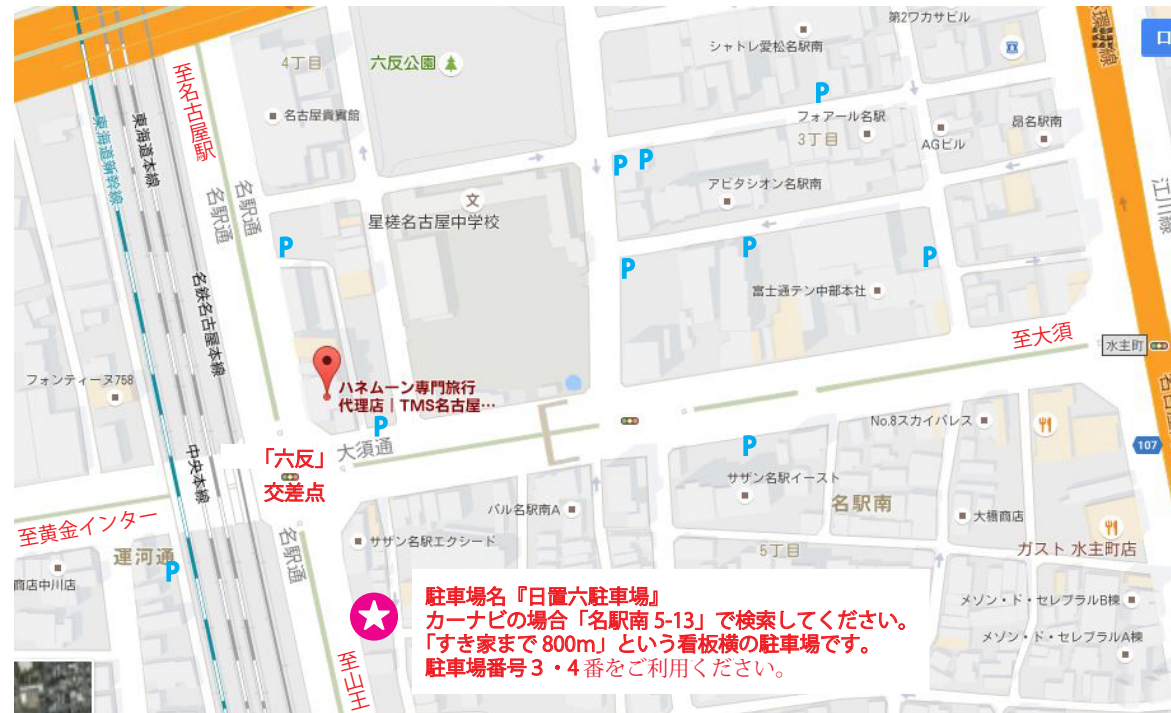 第2ワカサビル
ロ
シャトレ愛松名駅南
4丁目
六反公園
至名古屋駅
P
名古屋貴賓館
フォアール名駅
3丁目
AGビル
昴名駅南
東海道本線
東海道新幹線
P P
アビタシオン名駅南
文
星槎名古屋中学校
名駅通
名駅通
江川線
P
P
P
P
富士通テン中部本社
名鉄名古屋本線
至大須
水主町
フォンティーヌ758
ハネムーン専門旅行
代理店｜TMS名古屋…
P
大須通
No.8スカイパレス
107
P
「六反」
交差点
中央本線
サザン名駅イースト
名駅南
至黄金インター
パル名駅南A
大橋商店
サザン名駅エクシード
名駅通
5丁目
ガスト 水主町店
運河通
P
商店中川店
駐車場名『日置六駐車場』
カーナビの場合「名駅南 5-13」で検索してください。
「すき家まで 800m」という看板横の駐車場です。
駐車場番号３・４番をご利用ください。
メゾン・ド・セレブラルB棟
メゾン・ド・セレブラルA棟
至山王